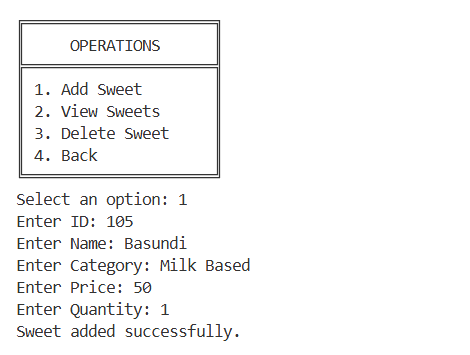 OPERATIONS
1. Add Sweet
2. View Sweets
3. Delete Sweet
4. Back
Select an option: 1
Enter ID: 105
Enter Name: Basundi
Enter Category: Milk Based
Enter Price: 50
Enter Quantity: 1
Sweet added successfully.